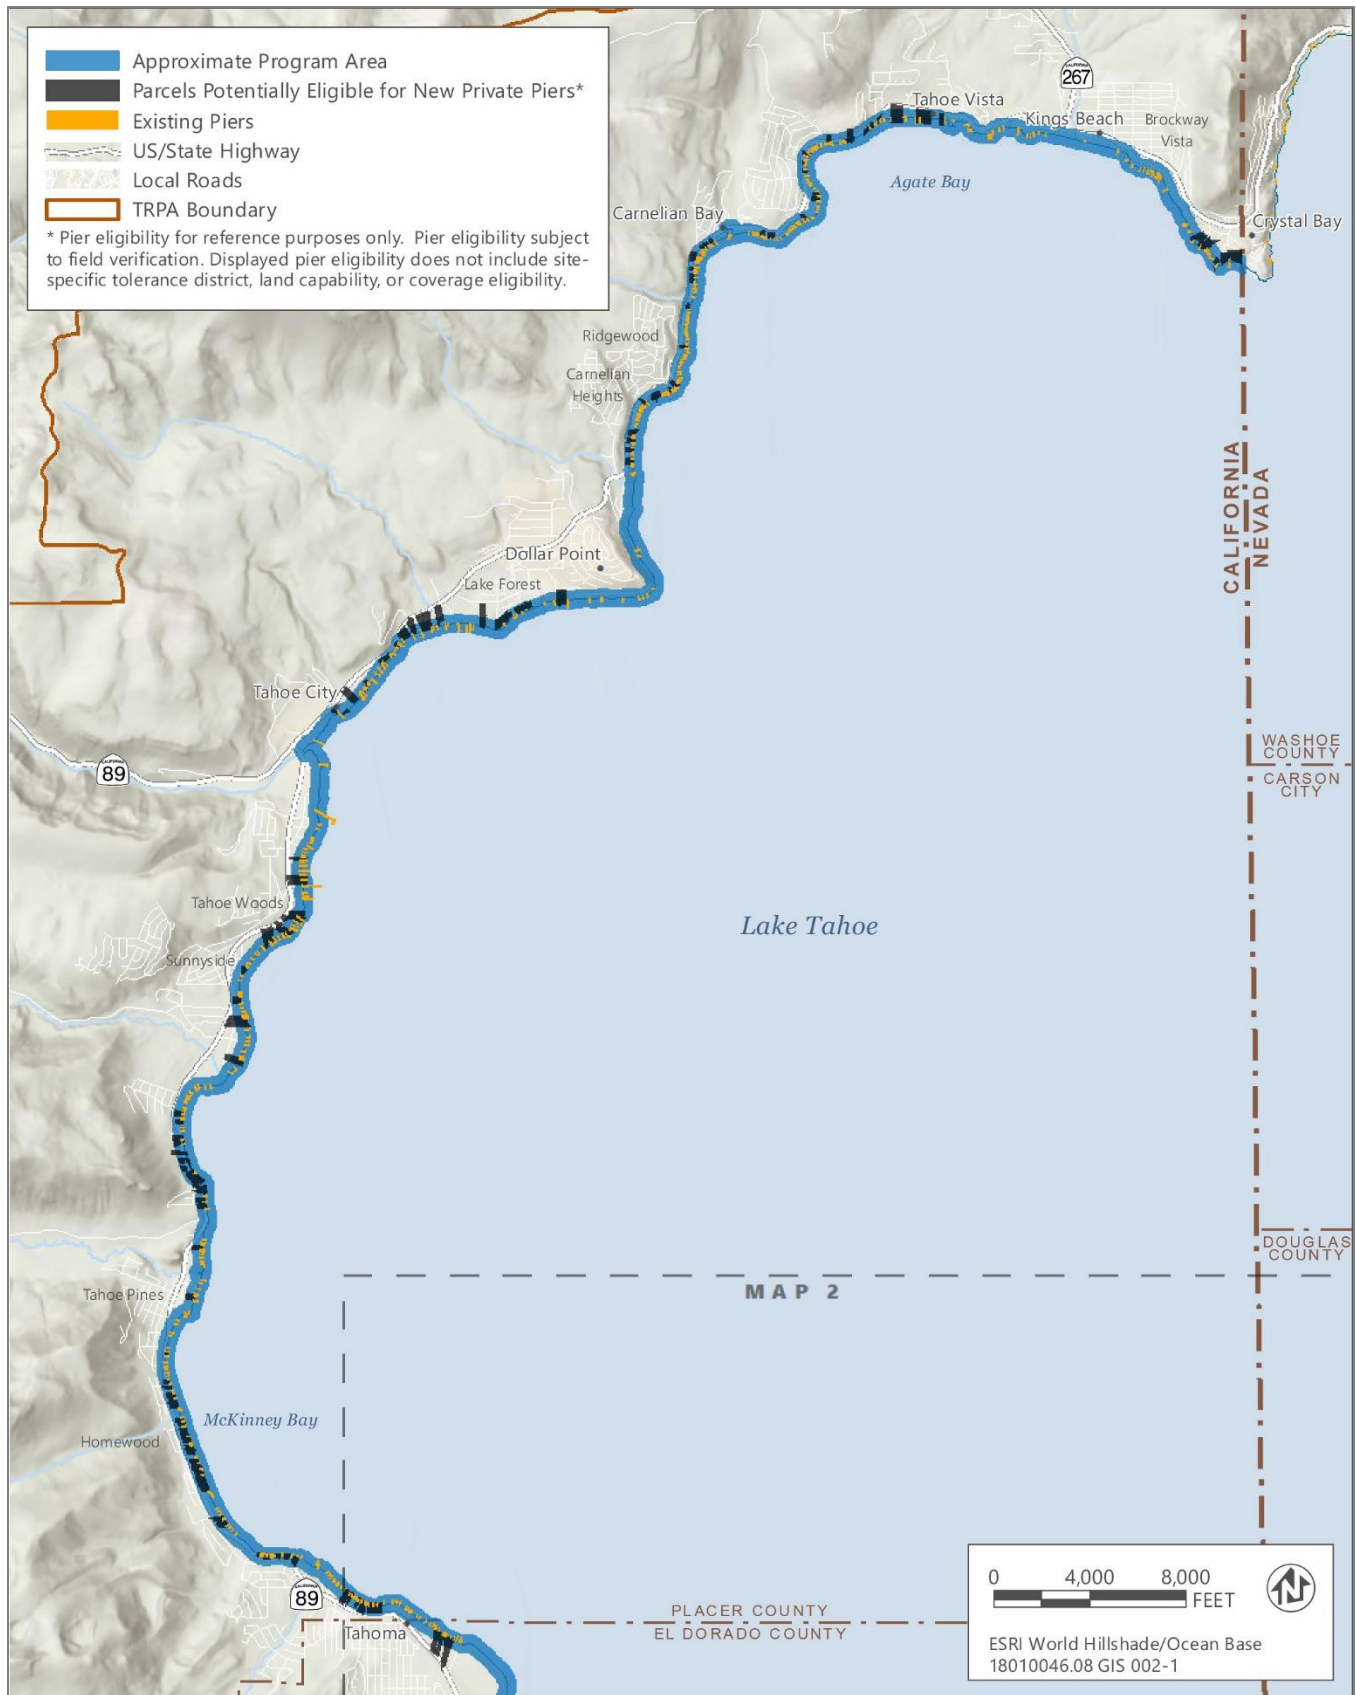 Approximate Program Area
Parcels Potentially Eligible for New Private Piers*
Existing Piers
US/State Highway
Local Roads
TRPA Boundary
* Pier eligibility for reference purposes only. Pier eligibility subject
to field verification. Displayed pier eligibility does not include site-
specific tolerance district, land capability, or coverage eligibility.
CALIFORNIA
267
Tahoe Vista
Kings Beach
Brockway
Vista
Agate Bay
Carnelian Bay
Crystal Bay
Ridgewood
Carnelian
Heights
CALIFORNIA
NEVADA
Dollar Point
Lake Forest
Tahoe City
WASHOE
COUNTY
CARSON
CITY
CALIFORNIA
89
Tahoe Woods
Lake Tahoe
Sunnyside
DOUGLAS
COUNTY
MAP 2
Tahoe Pines
McKinney Bay
Homewood
CALIFORNIA
89
PLACER COUNTY
EL DORADO COUNTY
Tahoma
0 4,000 8,000
FEET
N
ESRI World Hillshade/Ocean Base
18010046.08 GIS 002-1